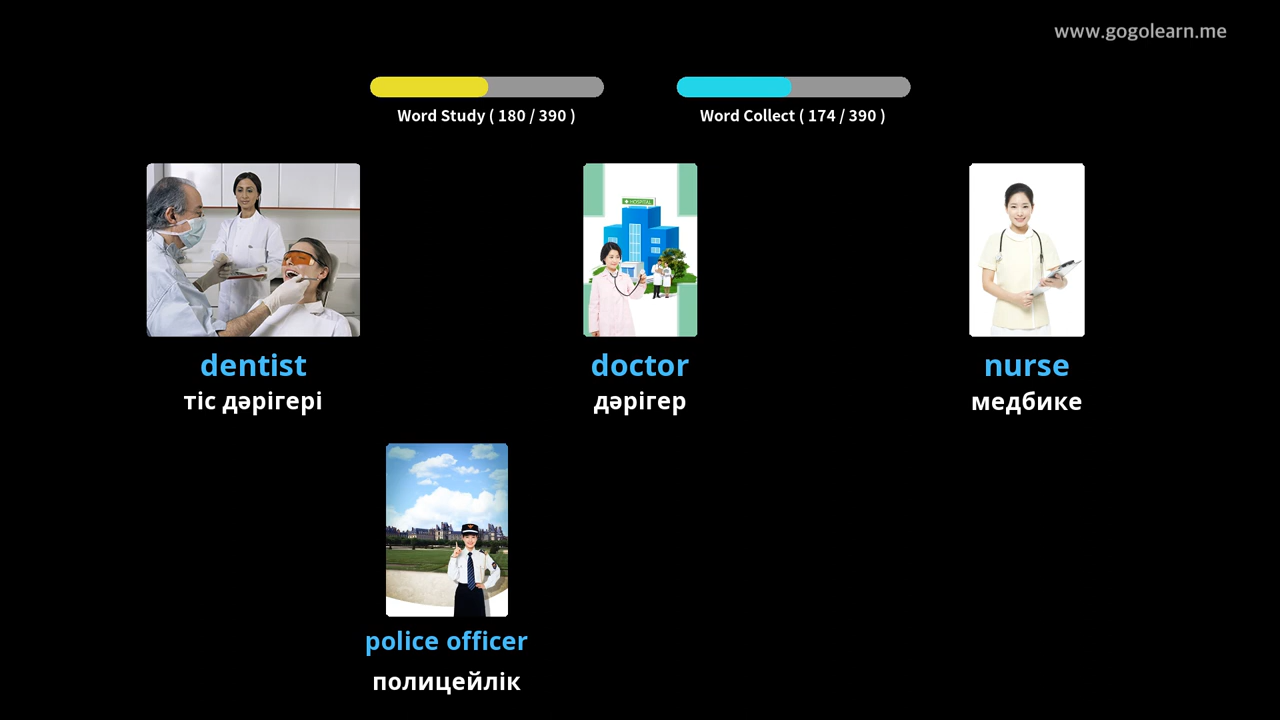 www.gogolearn.me
Word Study ( 180 / 390 )
Word Collect ( 174 / 390 )
HOSPITAL
dentist
doctor
nurse
тіс дәрігері
дәрігер
медбике
police officer
полицейлік